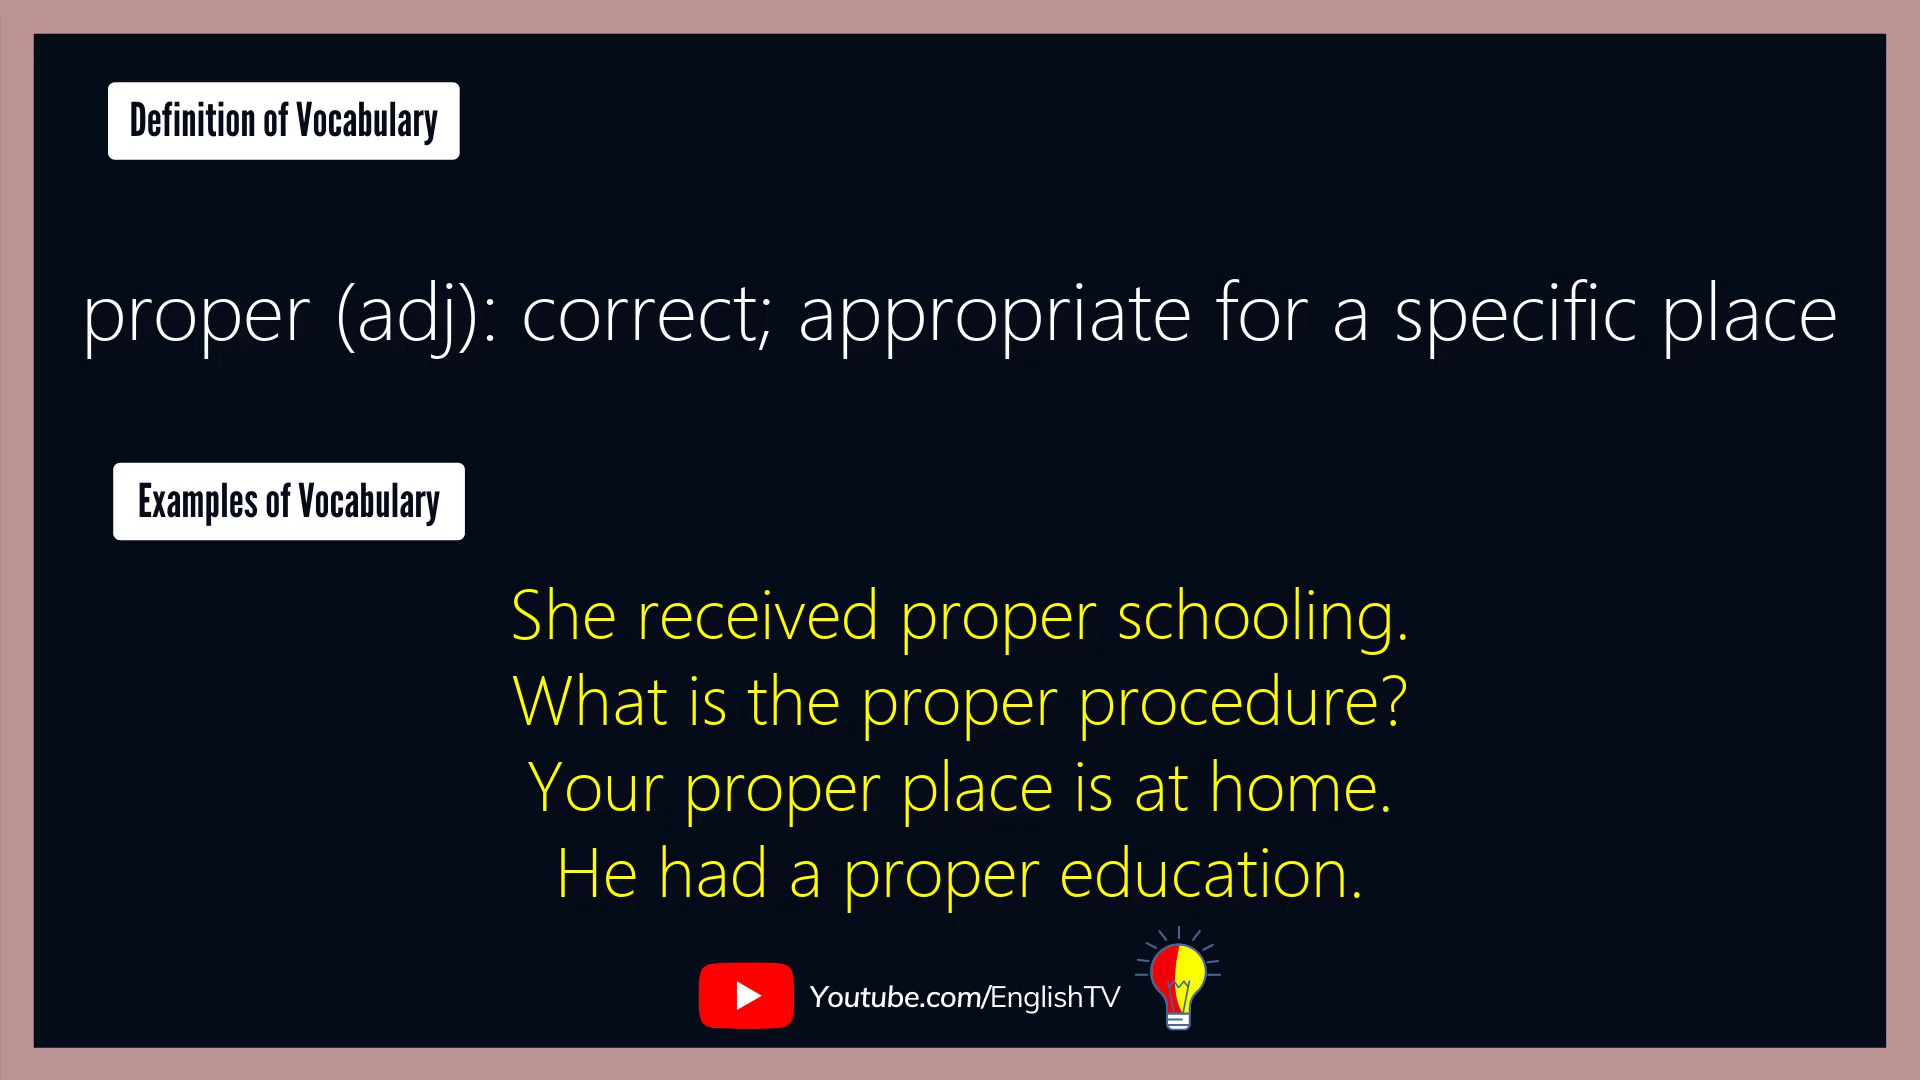 Definition of Vocabulary
proper (adj): correct; appropriate for a specific place
Examples of Vocabulary
She received proper schooling.
What is the proper procedure?
Your proper place is at home.
He had a proper education.
Youtube.com/EnglishTV